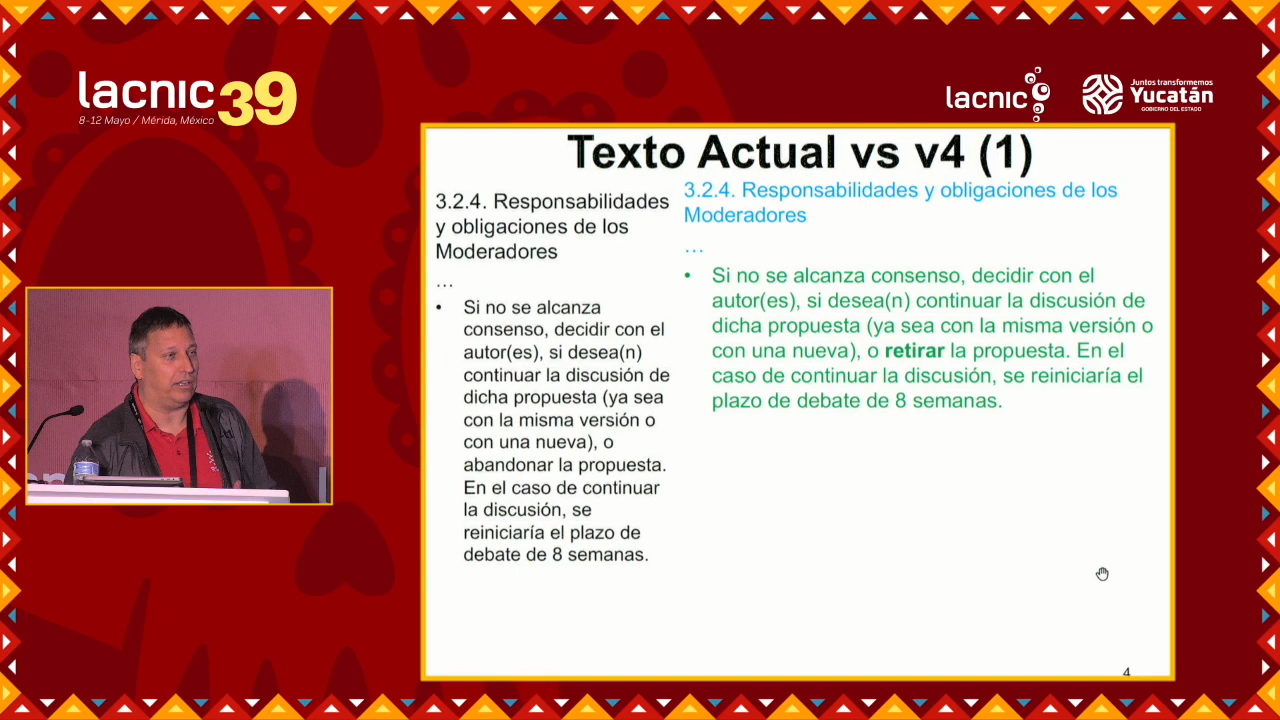 lacnic 39
8-12 Mayo / Mérida, México
lacnic
Juntos transformemos
Yucatán
GOBIERNO DEL ESTADO
Texto Actual vs v4 (1)
3.2.4. Responsabilidades
y obligaciones de los
Moderadores
…
• Si no se alcanza
consenso, decidir con el
autor(es), si desea(n)
continuar la discusión de
dicha propuesta (ya sea
con la misma versión o
con una nueva), o
abandonar la propuesta.
En el caso de continuar
la discusión, se
reiniciaría el plazo de
debate de 8 semanas.
3.2.4. Responsabilidades y obligaciones de los
Moderadores
…
• Si no se alcanza consenso, decidir con el
autor(es), si desea(n) continuar la discusión de
dicha propuesta (ya sea con la misma versión o
con una nueva), o retirar la propuesta. En el
caso de continuar la discusión, se reiniciaría el
plazo de debate de 8 semanas.
4